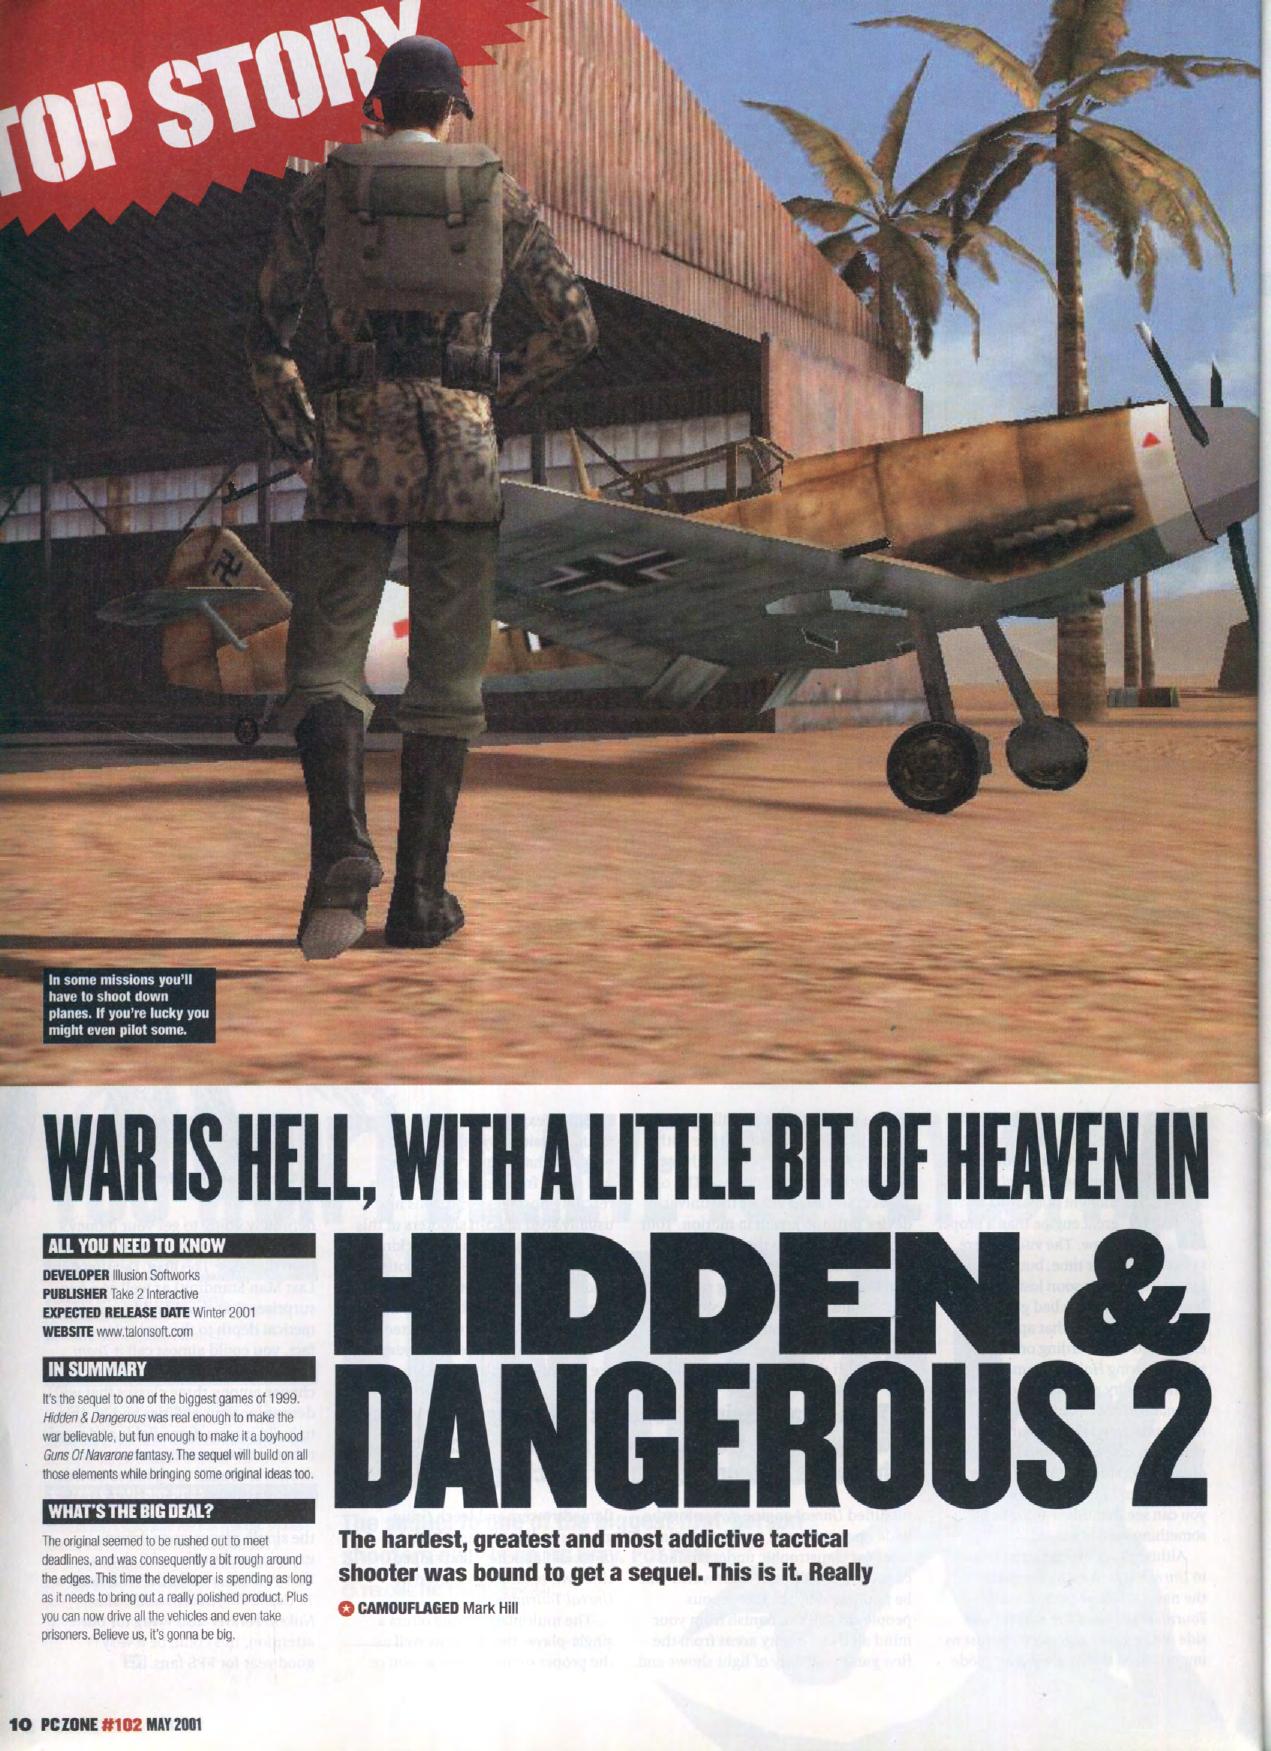 TOP STORY
In some missions you'll
have to shoot down
planes. If you're lucky you
might even pilot some.
WAR IS HELL, WITH A LITTLE BIT OF HEAVEN IN
HIDDEN &
DANGEROUS 2
ALL YOU NEED TO KNOW
DEVELOPER Illusion Softworks
PUBLISHER Take 2 Interactive
EXPECTED RELEASE DATE Winter 2001
WEBSITE www.talonsoft.com
IN SUMMARY
It's the sequel to one of the biggest games of 1999.
Hidden & Dangerous was real enough to make the
war believable, but fun enough to make it a boyhood
Guns Of Navarone fantasy. The sequel will build on all
those elements while bringing some original ideas too.
WHAT'S THE BIG DEAL?
The original seemed to be rushed out to meet
deadlines, and was consequently a bit rough around
the edges. This time the developer is spending as long
as it needs to bring out a really polished product. Plus
you can now drive all the vehicles and even take
prisoners. Believe us, it's gonna be big.
The hardest, greatest and most addictive tactical
shooter was bound to get a sequel. This is it. Really
CAMOUFLAGED Mark Hill
10 PCZONE #102 MAY 2001